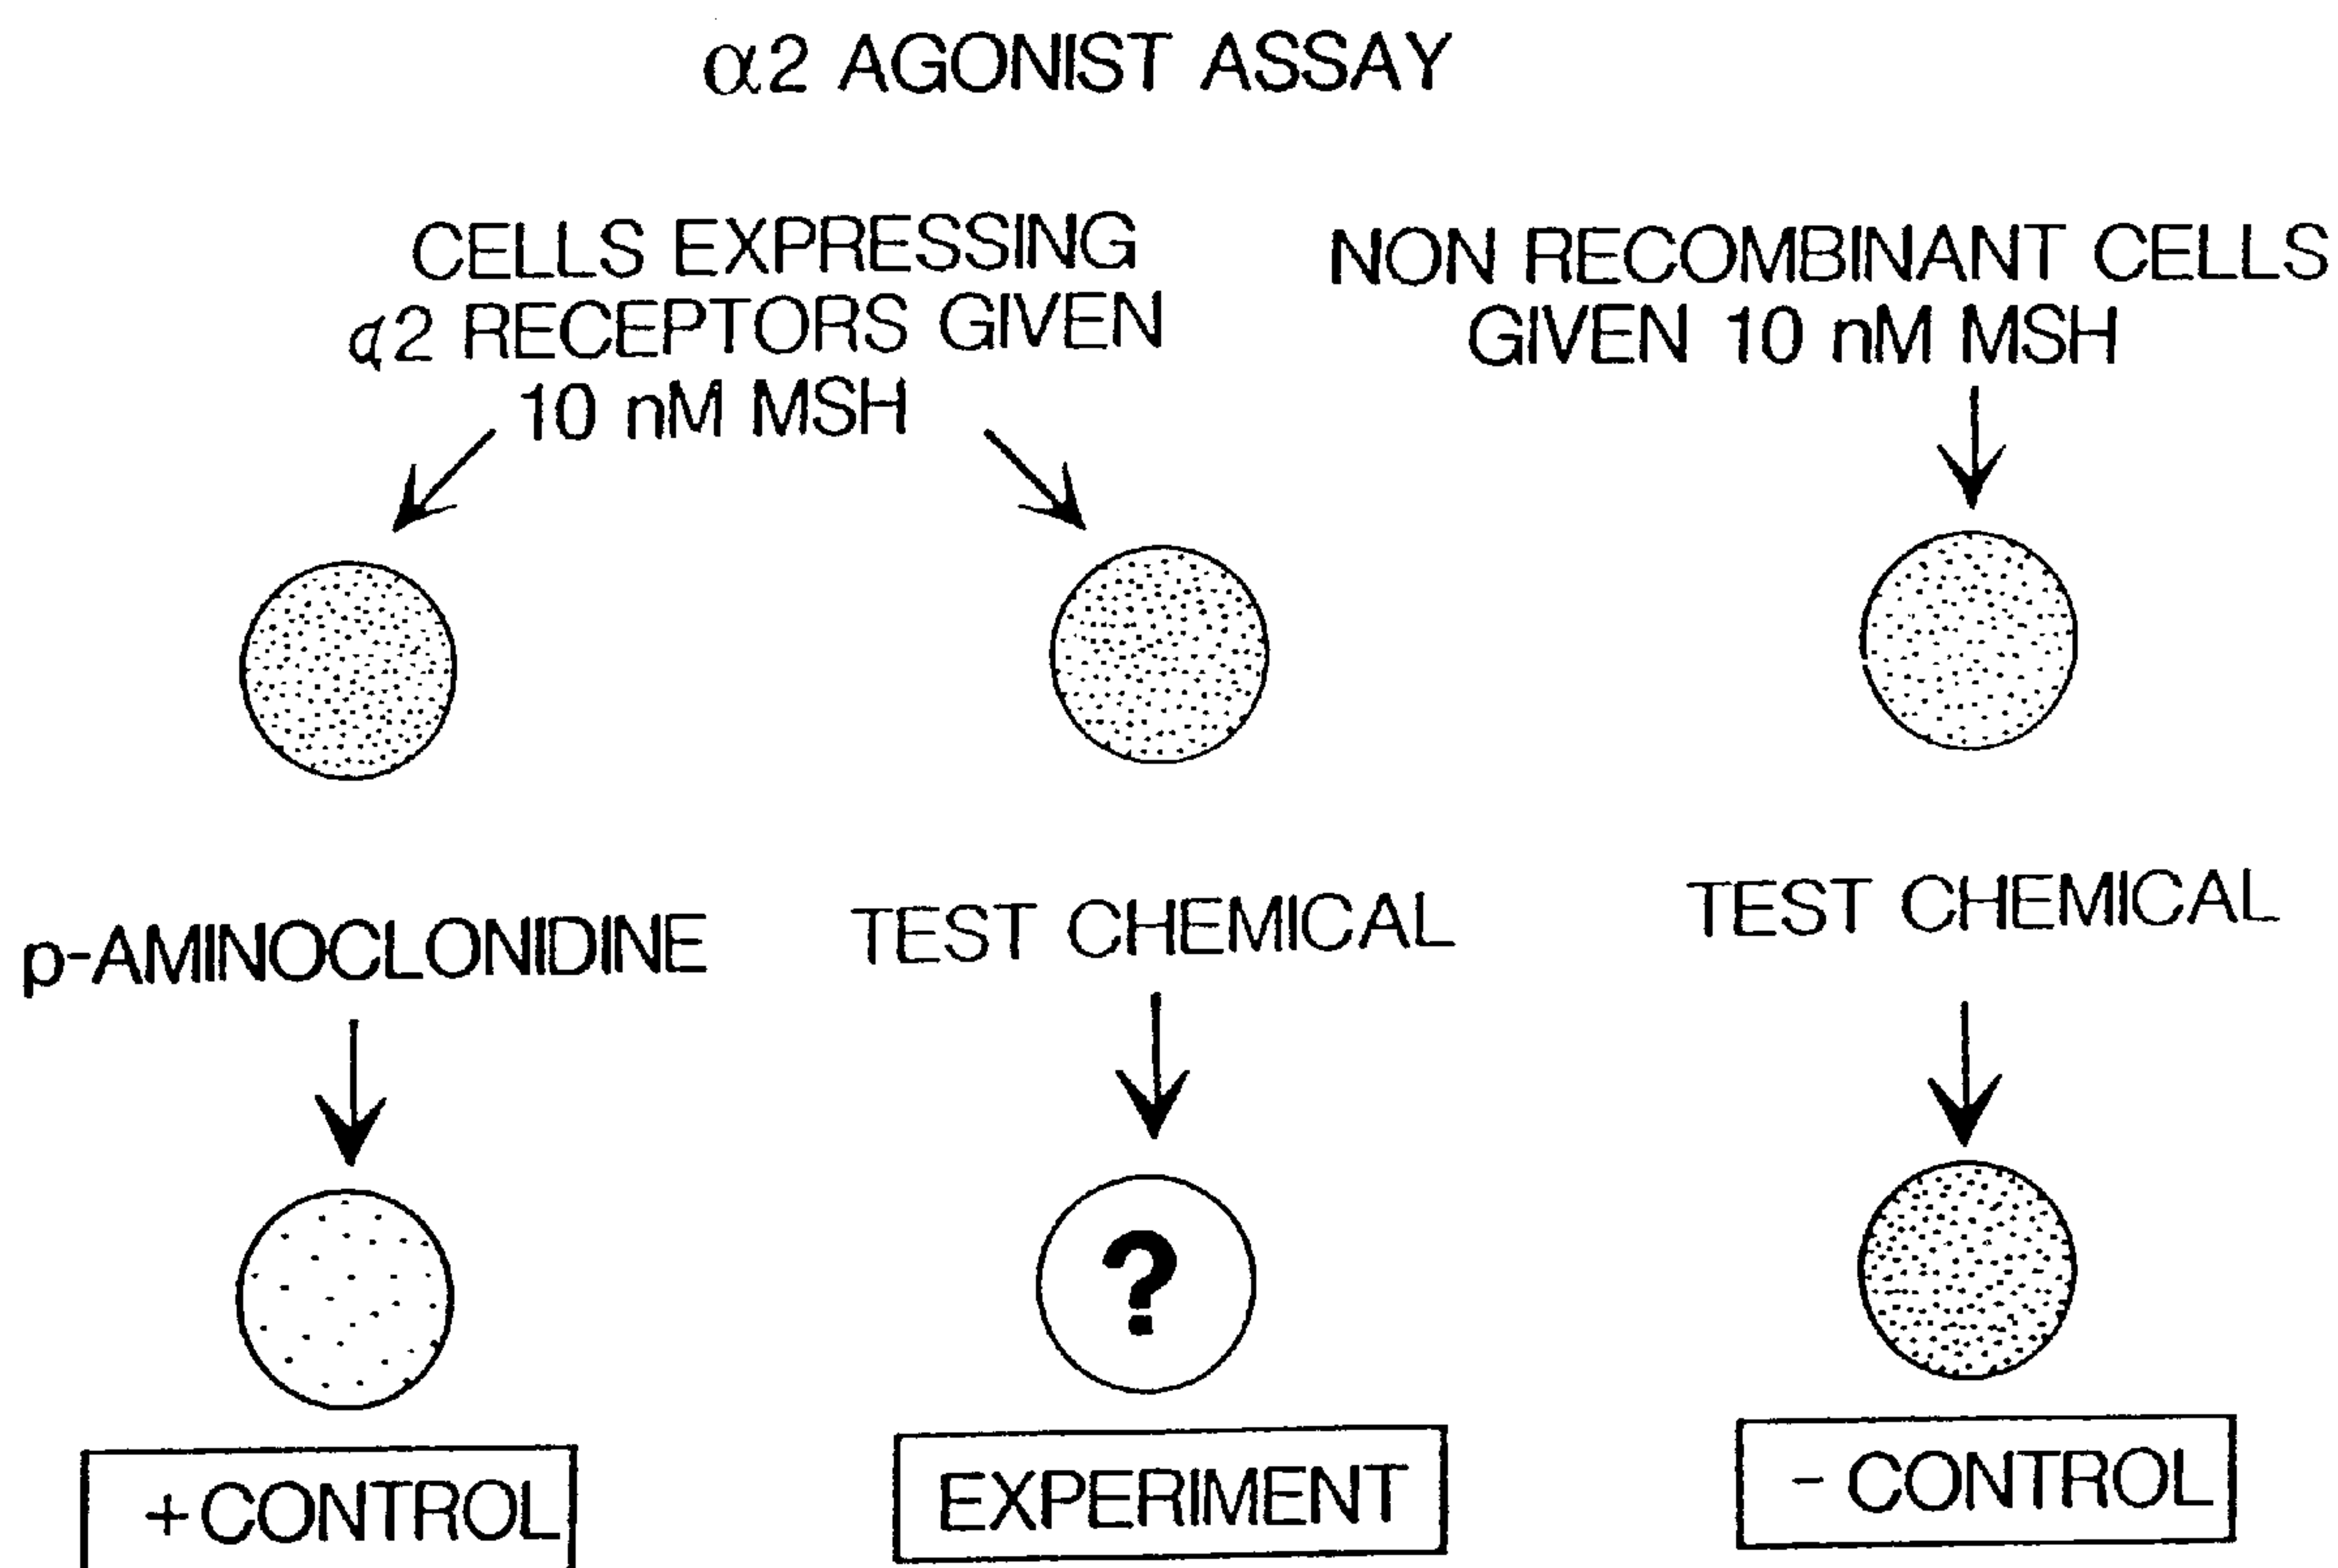 α2 AGONIST ASSAY
CELLS EXPRESSING
α2 RECEPTORS GIVEN
10 nM MSH
NON RECOMBINANT CELLS
GIVEN 10 nM MSH
p-AMINOCLONIDINE
TEST CHEMICAL
TEST CHEMICAL
?
+CONTROL
EXPERIMENT
- CONTROL